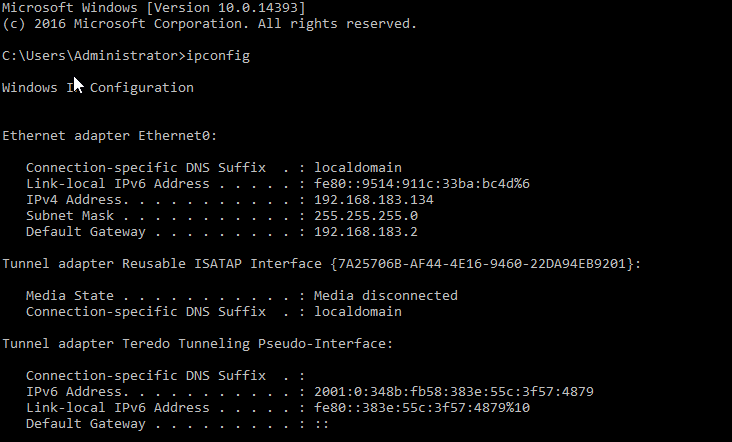 Microsoft Windows [Version 10.0.14393]
(c) 2016 Microsoft Corporation. All rights reserved.
C:\Users\Administrator>ipconfig
Windows I Configuration
Ethernet adapter Ethernet0:
Connection-specific DNS Suffix  . : localdomain
Link-local IPv6 Address . . . . . : fe80::9514:911c:33ba:bc4d%6
IPv4 Address. . . . . . . . . . . : 192.168.183.134
Subnet Mask . . . . . . . . . . . : 255.255.255.0
Default Gateway . . . . . . . . . : 192.168.183.2
Tunnel adapter Reusable ISATAP Interface {7A25706B-AF44-4E16-9460-22DA94EB9201}:
Media State . . . . . . . . . . . : Media disconnected
Connection-specific DNS Suffix  . : localdomain
Tunnel adapter Teredo Tunneling Pseudo-Interface:
Connection-specific DNS Suffix  . :
IPv6 Address. . . . . . . . . . . : 2001:0:348b:fb58:383e:55c:3f57:4879
Link-local IPv6 Address . . . . . : fe80::383e:55c:3f57:4879%10
Default Gateway . . . . . . . . . : ::